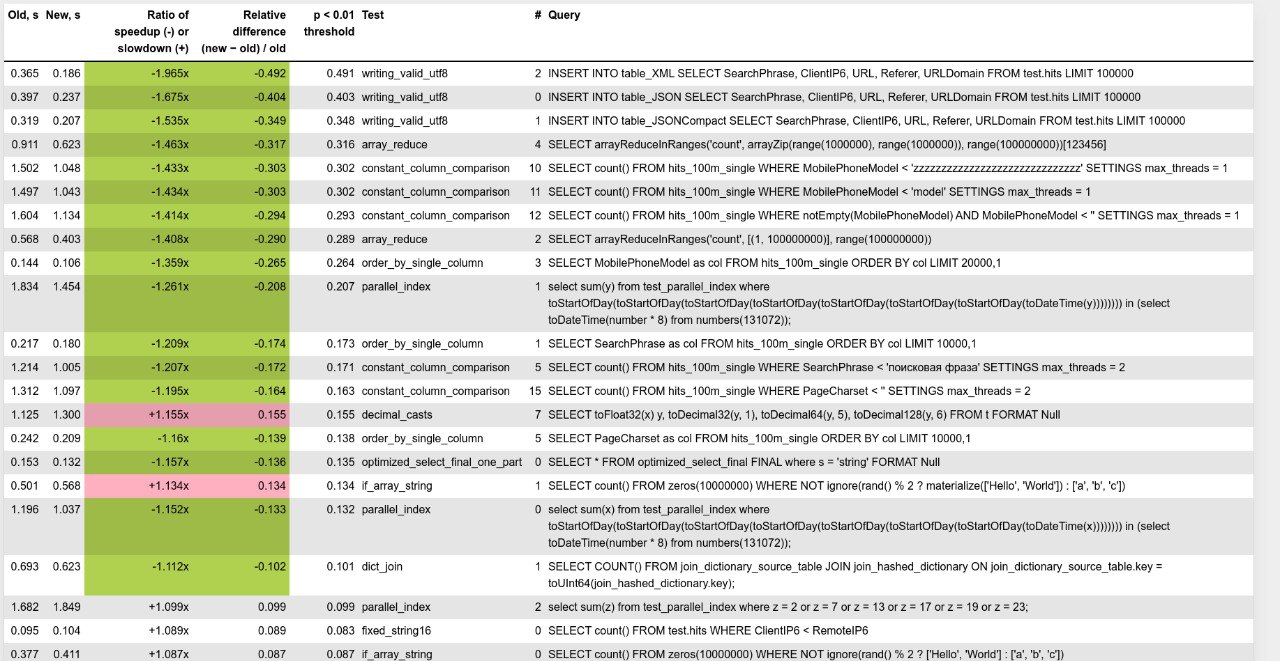 Old, s New, s Ratio of speedup (-) or slowdown (+) Relative difference (new − old) / old p < 0.01 threshold Test # Query
0.365 0.186 -1.965x -0.492 0.491 writing_valid_utf8 2 INSERT INTO table_XML SELECT SearchPhrase, ClientIP6, URL, Referer, URLDomain FROM test.hits LIMIT 100000
0.397 0.237 -1.675x -0.404 0.403 writing_valid_utf8 0 INSERT INTO table_JSON SELECT SearchPhrase, ClientIP6, URL, Referer, URLDomain FROM test.hits LIMIT 100000
0.319 0.207 -1.535x -0.349 0.348 writing_valid_utf8 1 INSERT INTO table_JSONCompact SELECT SearchPhrase, ClientIP6, URL, Referer, URLDomain FROM test.hits LIMIT 100000
0.911 0.623 -1.463x -0.317 0.316 array_reduce 4 SELECT arrayReduceInRanges('count', arrayZip(range(1000000), range(1000000)), range(100000000))[123456]
1.502 1.048 -1.433x -0.303 0.302 constant_column_comparison 10 SELECT count() FROM hits_100m_single WHERE MobilePhoneModel < 'zzzzzzzzzzzzzzzzzzzzzzzzzzzzzz' SETTINGS max_threads = 1
1.497 1.043 -1.434x -0.303 0.302 constant_column_comparison 11 SELECT count() FROM hits_100m_single WHERE MobilePhoneModel < 'model' SETTINGS max_threads = 1
1.604 1.134 -1.414x -0.294 0.293 constant_column_comparison 12 SELECT count() FROM hits_100m_single WHERE notEmpty(MobilePhoneModel) AND MobilePhoneModel < '' SETTINGS max_threads = 1
0.568 0.403 -1.408x -0.290 0.289 array_reduce 2 SELECT arrayReduceInRanges('count', [(1, 100000000)], range(100000000))
0.144 0.106 -1.359x -0.265 0.264 order_by_single_column 3 SELECT MobilePhoneModel as col FROM hits_100m_single ORDER BY col LIMIT 20000,1
1.834 1.454 -1.261x -0.208 0.207 parallel_index 1 select sum(y) from test_parallel_index where
toStartOfDay(toStartOfDay(toStartOfDay(toStartOfDay(toStartOfDay(toStartOfDay(toStartOfDay(toDateTime(y)))))))) in (select
toDateTime(number * 8) from numbers(131072));
0.217 0.180 -1.209x -0.174 0.173 order_by_single_column 1 SELECT SearchPhrase as col FROM hits_100m_single ORDER BY col LIMIT 10000,1
1.214 1.005 -1.207x -0.172 0.171 constant_column_comparison 5 SELECT count() FROM hits_100m_single WHERE SearchPhrase < 'поисковая фраза' SETTINGS max_threads = 2
1.312 1.097 -1.195x -0.164 0.163 constant_column_comparison 15 SELECT count() FROM hits_100m_single WHERE PageCharset < '' SETTINGS max_threads = 2
1.125 1.300 +1.155x 0.155 0.155 decimal_casts 7 SELECT toFloat32(x) y, toDecimal32(y, 1), toDecimal64(y, 5), toDecimal128(y, 6) FROM t FORMAT Null
0.242 0.209 -1.16x -0.139 0.138 order_by_single_column 5 SELECT PageCharset as col FROM hits_100m_single ORDER BY col LIMIT 10000,1
0.153 0.132 -1.157x -0.136 0.135 optimized_select_final_one_part 0 SELECT * FROM optimized_select_final FINAL where s = 'string' FORMAT Null
0.501 0.568 +1.134x 0.134 0.134 if_array_string 1 SELECT count() FROM zeros(10000000) WHERE NOT ignore(rand() % 2 ? materialize(['Hello', 'World']) : ['a', 'b', 'c'])
1.196 1.037 -1.152x -0.133 0.132 parallel_index 0 select sum(x) from test_parallel_index where
toStartOfDay(toStartOfDay(toStartOfDay(toStartOfDay(toStartOfDay(toStartOfDay(toStartOfDay(toDateTime(x)))))))) in (select
toDateTime(number * 8) from numbers(131072));
0.693 0.623 -1.112x -0.102 0.101 dict_join 1 SELECT COUNT() FROM join_dictionary_source_table JOIN join_hashed_dictionary ON join_dictionary_source_table.key =
toUInt64(join_hashed_dictionary.key);
1.682 1.849 +1.099x 0.099 0.099 parallel_index 2 select sum(z) from test_parallel_index where z = 2 or z = 7 or z = 13 or z = 17 or z = 19 or z = 23;
0.095 0.104 +1.089x 0.089 0.083 fixed_string16 0 SELECT count() FROM test.hits WHERE ClientIP6 < RemoteIP6
0.377 0.411 +1.087x 0.087 0.087 if_array_string 0 SELECT count() FROM zeros(10000000) WHERE NOT ignore(rand() % 2 ? ['Hello', 'World'] : ['a', 'b', 'c'])